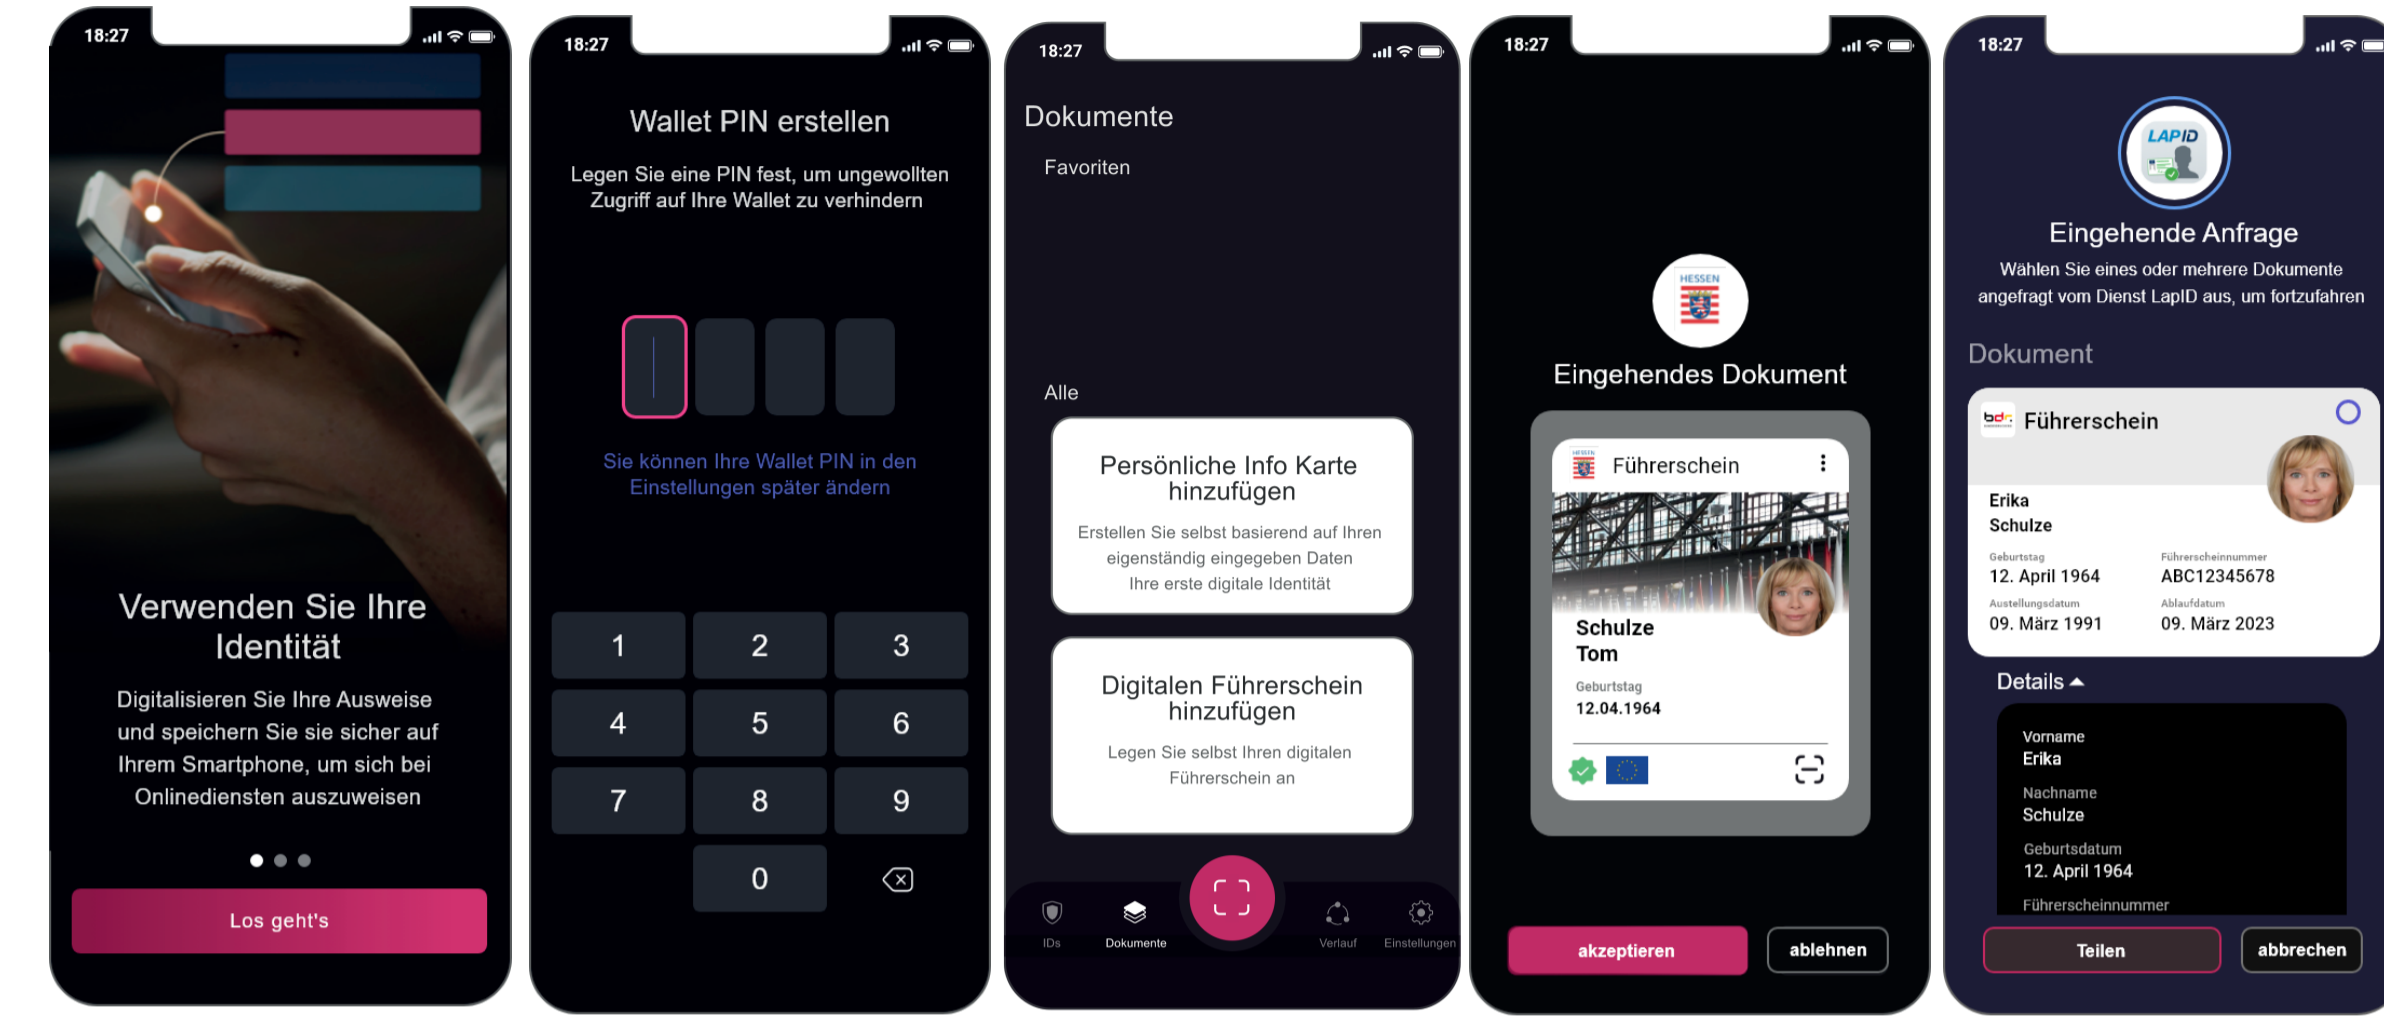 18:27
Verwenden Sie Ihre
Identität
Digitalisieren Sie Ihre Ausweise
und speichern Sie sie sicher auf
Ihrem Smartphone, um sich bei
Onlinediensten auszuweisen
Los geht's
18:27
Wallet PIN erstellen
Legen Sie eine PIN fest, um ungewollten
Zugriff auf Ihre Wallet zu verhindern
Sie können Ihre Wallet PIN in den
Einstellungen später ändern
1 2 3
4 5 6
7 8 9
0
18:27
Dokumente
Favoriten
Alle
Persönliche Info Karte
hinzufügen
Erstellen Sie selbst basierend auf Ihren
eigenständig eingegeben Daten
Ihre erste digitale Identität
Digitalen Führerschein
hinzufügen
Legen Sie selbst Ihren digitalen
Führerschein an
IDs Dokumente Verlauf Einstellungen
18:27
HESSEN
Eingehendes Dokument
HESSEN
Führerschein
Schulze
Tom
Geburtstag
12.04.1964
akzeptieren ablehnen
18:27
LAPID
Eingehende Anfrage
Wählen Sie eines oder mehrere Dokumente
angefragt vom Dienst LapID aus, um fortzufahren
Dokument
bdr.
Führerschein
Erika
Schulze
Geburtstag Führerscheinnummer
12. April 1964 ABC12345678
Austellungsdatum Ablaufdatum
09. März 1991 09. März 2023
Details
Vorname
Erika
Nachname
Schulze
Geburtsdatum
12. April 1964
Führerscheinnummer
Teilen abbrechen